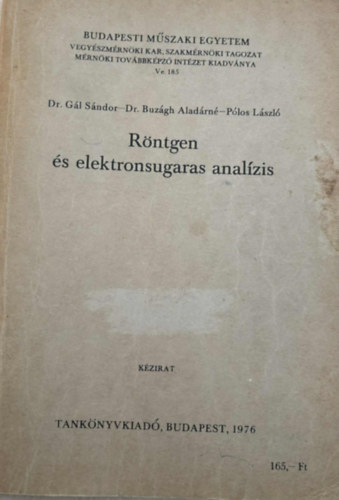 BUDAPESTI MŰSZAKI EGYETEM
VEGYÉSZMÉRNÖKI KAR, SZAKMÉRNÖKI TAGOZAT
MÉRNÖKI TOVÁBBKÉPZŐ INTÉZET KIADVÁNYA
Ve 185
Dr. Gál Sándor—Dr. Buzágh Aladárné—Pólos László
Röntgen
és elektronsugaras analízis
KÉZIRAT
TANKÖNYVKIADÓ, BUDAPEST, 1976
165,– Ft